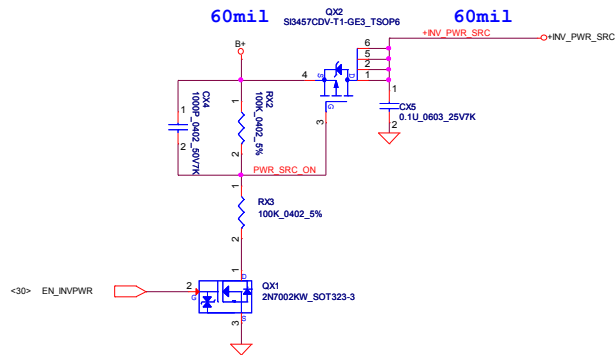 60mil
QX2
SI3457CDV-T1-GE3_TSOP6
60mil
+INV_PWR_SRC
+INV_PWR_SRC
B+
4
S
D
G
6
5
2
1
3
1
2
CX4
1000P_0402_50V7K
1
2
RX2
100K_0402_5%
1
2
CX5
0.1U_0603_25V7K
PWR_SRC_ON
1
2
RX3
100K_0402_5%
<30> EN_INVPWR
2
G
1
D
S
3
QX1
2N7002KW_SOT323-3